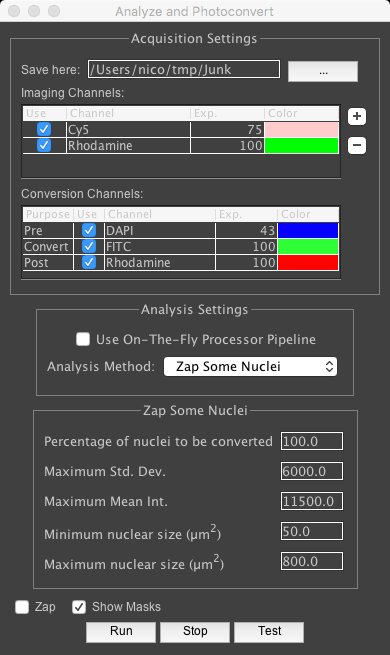 Analyze and Photoconvert
Acquisition Settings
Save here: /Users/nico/tmp/Junk ...
Imaging Channels:
Use Channel Exp. Color
Cy5 75
Rhodamine 100
+
−
Conversion Channels:
Purpose Use Channel Exp. Color
Pre DAPI 43
Convert FITC 100
Post Rhodamine 100
Analysis Settings
Use On-The-Fly Processor Pipeline
Analysis Method: Zap Some Nuclei
Zap Some Nuclei
Percentage of nuclei to be converted 100.0
Maximum Std. Dev. 6000.0
Maximum Mean Int. 11500.0
Minimum nuclear size (µm²) 50.0
Maximum nuclear size (µm²) 800.0
Zap Show Masks
Run Stop Test